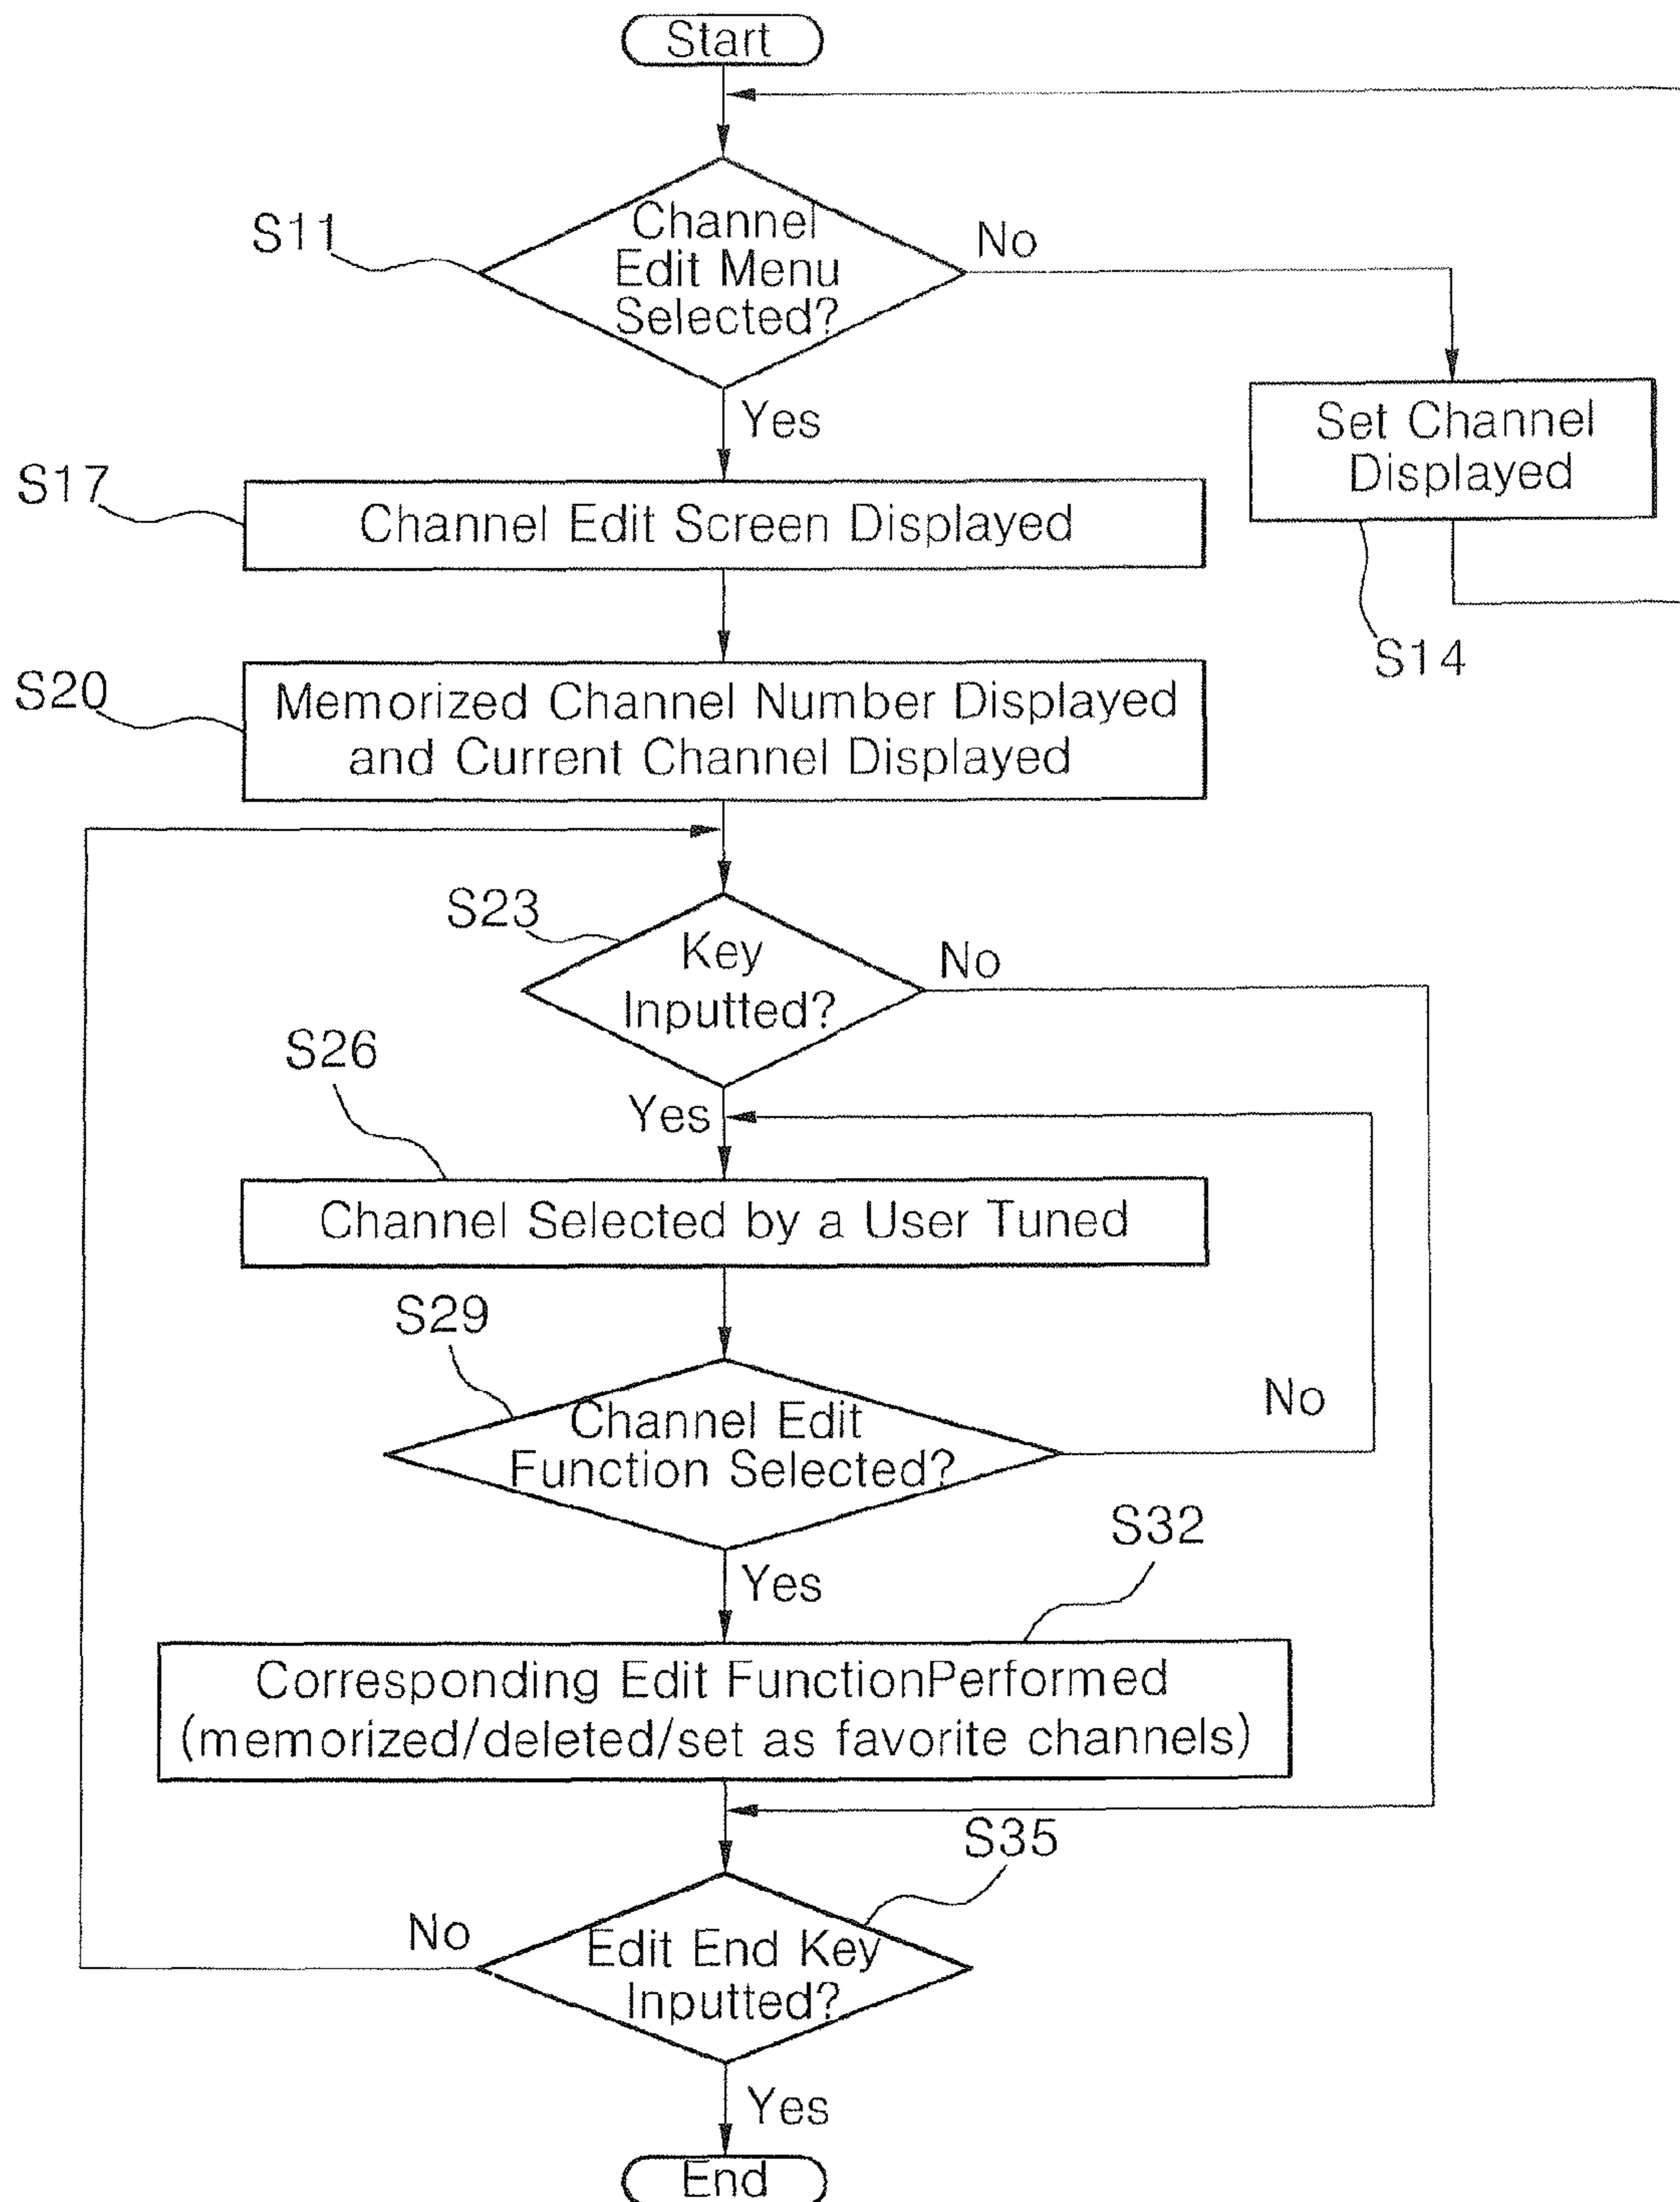 Start
S11
Channel
Edit Menu
Selected?
No
Yes
Set Channel
Displayed
S14
S17
Channel Edit Screen Displayed
S20
Memorized Channel Number Displayed
and Current Channel Displayed
S23
Key
Inputted?
No
Yes
S26
Channel Selected by a User Tuned
S29
Channel Edit
Function Selected?
No
Yes
S32
Corresponding Edit FunctionPerformed
(memorized/deleted/set as favorite channels)
S35
Edit End Key
Inputted?
No
Yes
End